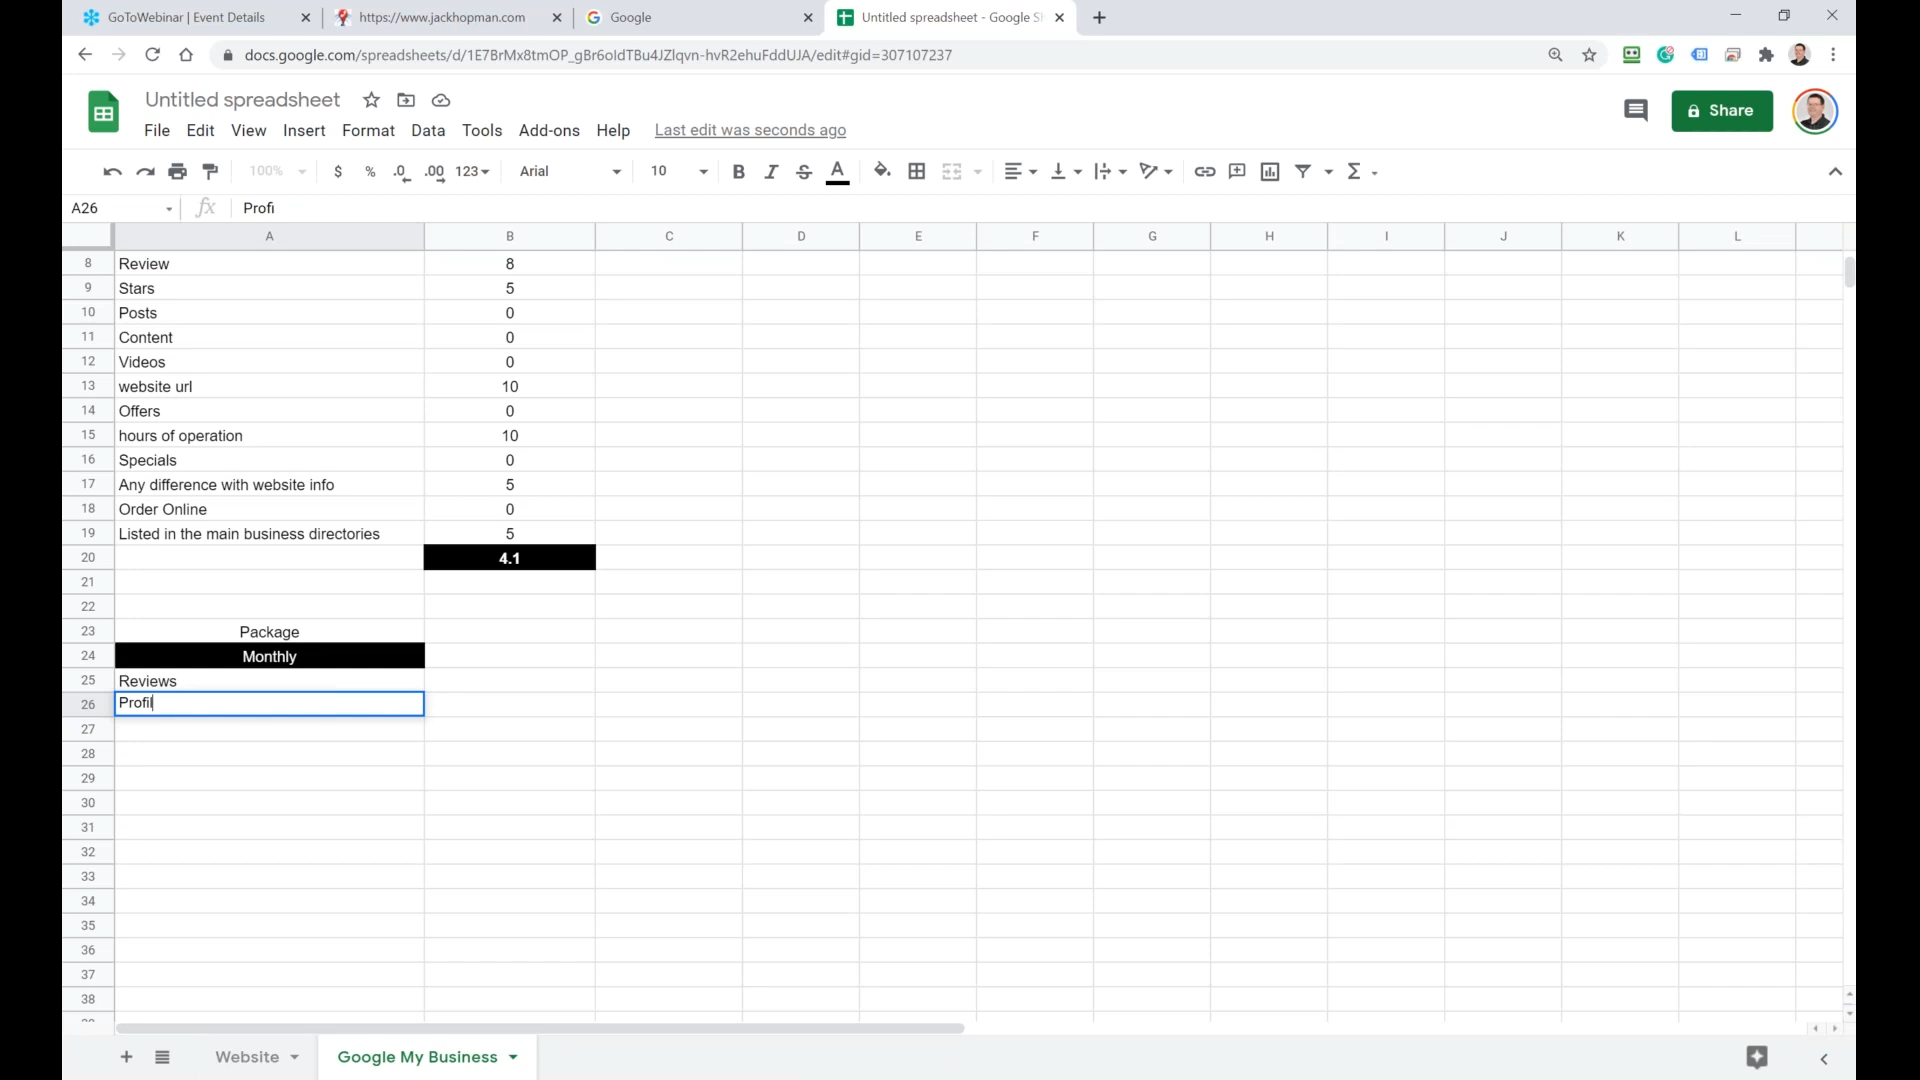 GoToWebinar | Event Details
https://www.jackhopman.com
Google
Untitled spreadsheet - Google Sh
docs.google.com/spreadsheets/d/1E7BrMx8tmOP_gBr6oIdTBu4JZlqvn-hvR2ehuFddUJA/edit#gid=307107237
Untitled spreadsheet
File Edit View Insert Format Data Tools Add-ons Help Last edit was seconds ago
Share
100% $ % .0 .00 123 Arial 10 B I S A
A26 fx Profi
A B C D E F G H I J K L
8 Review 8
9 Stars 5
10 Posts 0
11 Content 0
12 Videos 0
13 website url 10
14 Offers 0
15 hours of operation 10
16 Specials 0
17 Any difference with website info 5
18 Order Online 0
19 Listed in the main business directories 5
20 4.1
21
22
23 Package
24 Monthly
25 Reviews
26 Profil
27
28
29
30
31
32
33
34
35
36
37
38
Website Google My Business